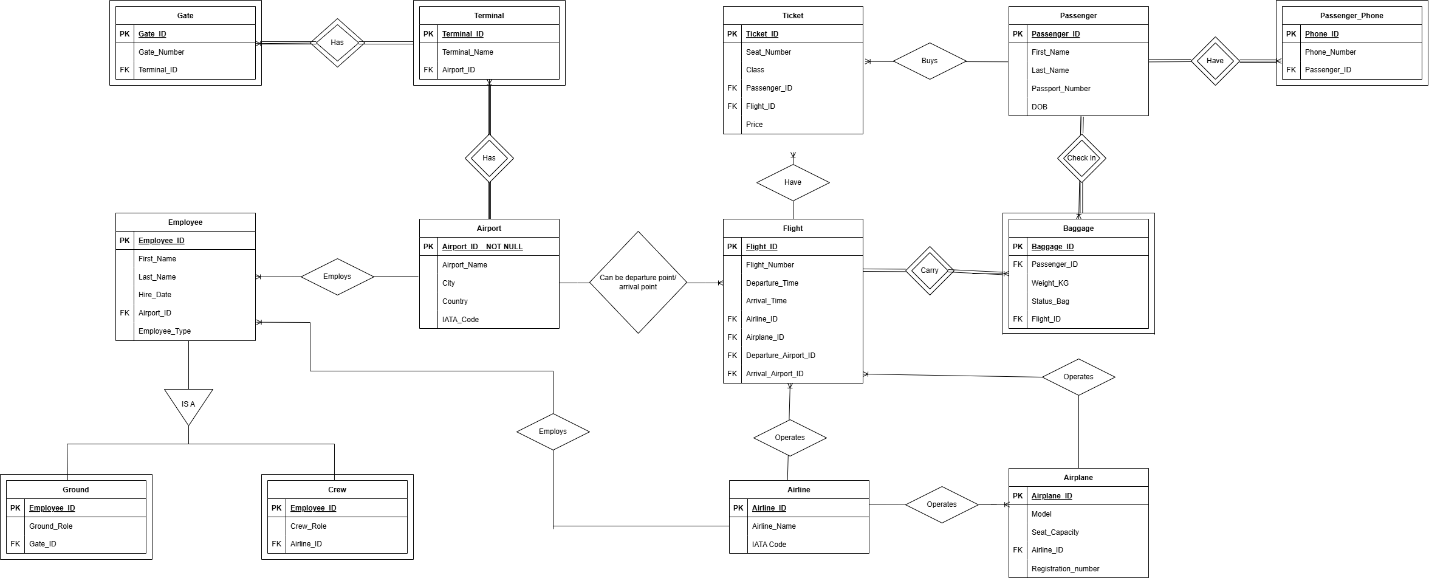 Gate
PK Gate_ID
Gate_Number
FK Terminal_ID
Has
Terminal
PK Terminal_ID
Terminal_Name
FK Airport_ID
Ticket
PK Ticket_ID
Seat_Number
Class
FK Passenger_ID
FK Flight_ID
Price
Buys
Passenger
PK Passenger_ID
First_Name
Last_Name
Passport_Number
DOB
Have
Passenger_Phone
PK Phone_ID
Phone_Number
FK Passenger_ID
Has
Have
Check In
Employee
PK Employee_ID
First_Name
Last_Name
Hire_Date
FK Airport_ID
Employee_Type
Employs
Airport
PK Airport_ID NOT NULL
Airport_Name
City
Country
IATA_Code
Can be departure point/
arrival point
Flight
PK Flight_ID
Flight_Number
Departure_Time
Arrival_Time
FK Airline_ID
FK Airplane_ID
FK Departure_Airport_ID
FK Arrival_Airport_ID
Carry
Baggage
PK Baggage_ID
FK Passenger_ID
Weight_KG
Status_Bag
FK Flight_ID
IS A
Employs
Operates
Operates
Ground
PK Employee_ID
Ground_Role
FK Gate_ID
Crew
PK Employee_ID
Crew_Role
FK Airline_ID
Airline
PK Airline_ID
Airline_Name
IATA Code
Operates
Airplane
PK Airplane_ID
Model
Seat_Capacity
FK Airline_ID
Registration_number